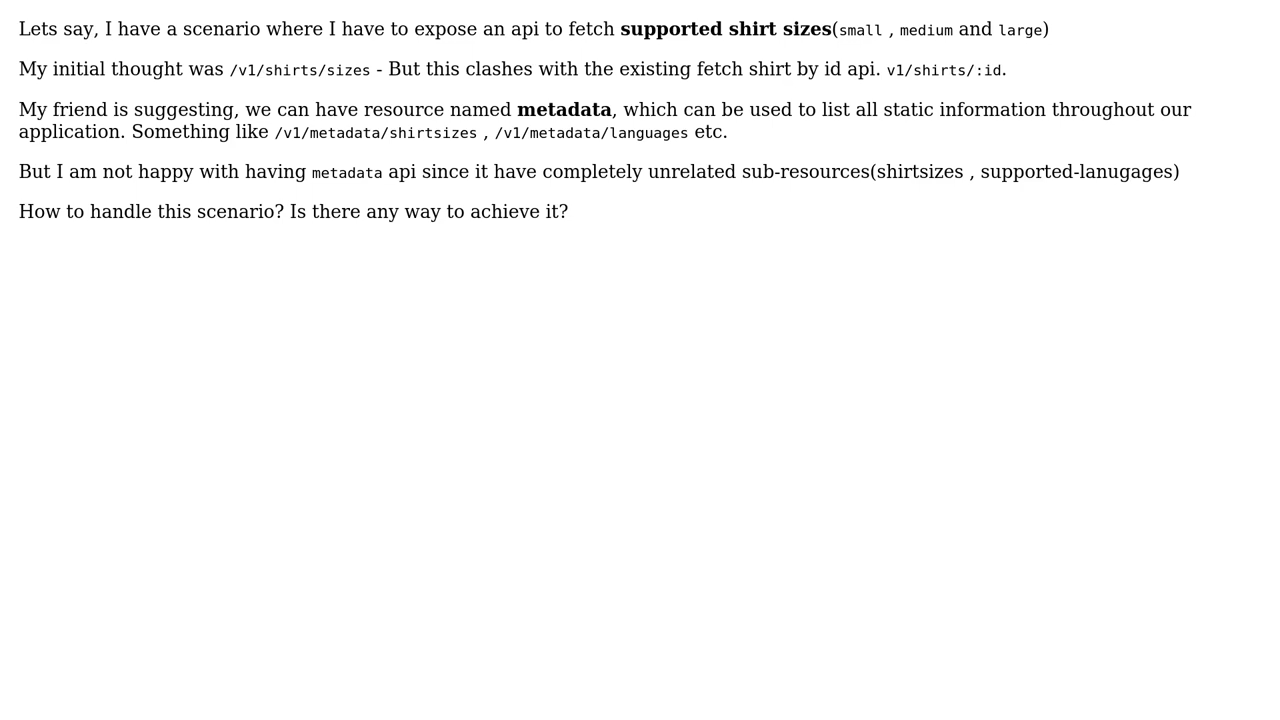 Lets say, I have a scenario where I have to expose an api to fetch supported shirt sizes(small , medium and large)
My initial thought was /v1/shirts/sizes - But this clashes with the existing fetch shirt by id api. v1/shirts/:id.
My friend is suggesting, we can have resource named metadata, which can be used to list all static information throughout our
application. Something like /v1/metadata/shirtsizes , /v1/metadata/languages etc.
But I am not happy with having metadata api since it have completely unrelated sub-resources(shirtsizes , supported-lanugages)
How to handle this scenario? Is there any way to achieve it?